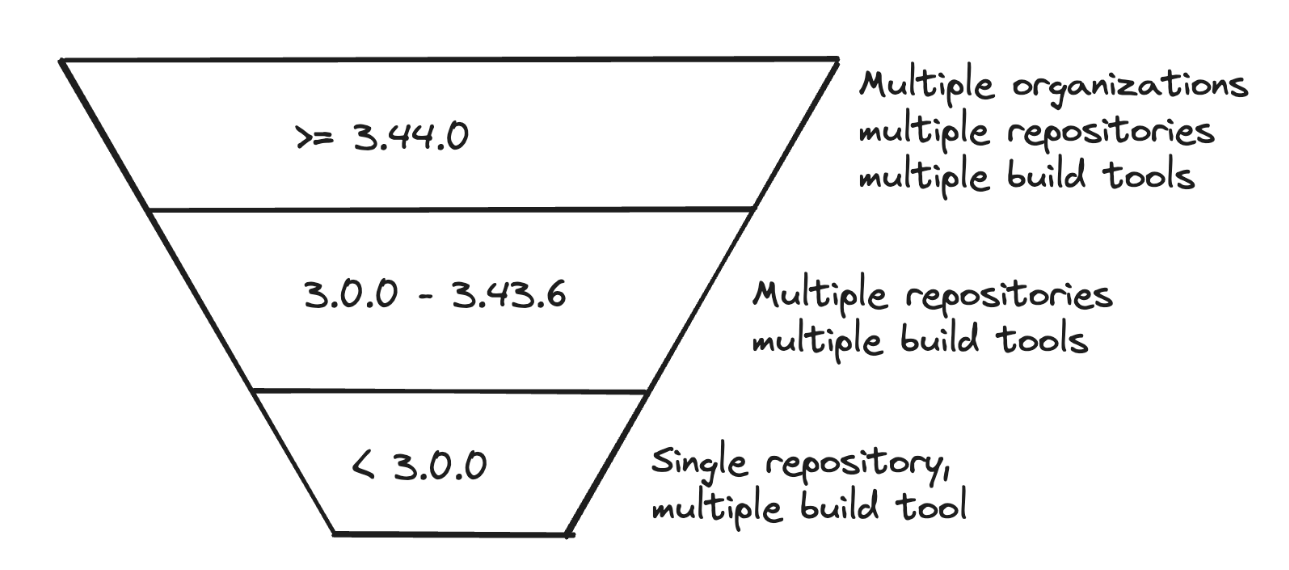 >= 3.44.0
Multiple organizations
multiple repositories
multiple build tools
3.0.0 - 3.43.6
Multiple repositories
multiple build tools
< 3.0.0
Single repository,
multiple build tool